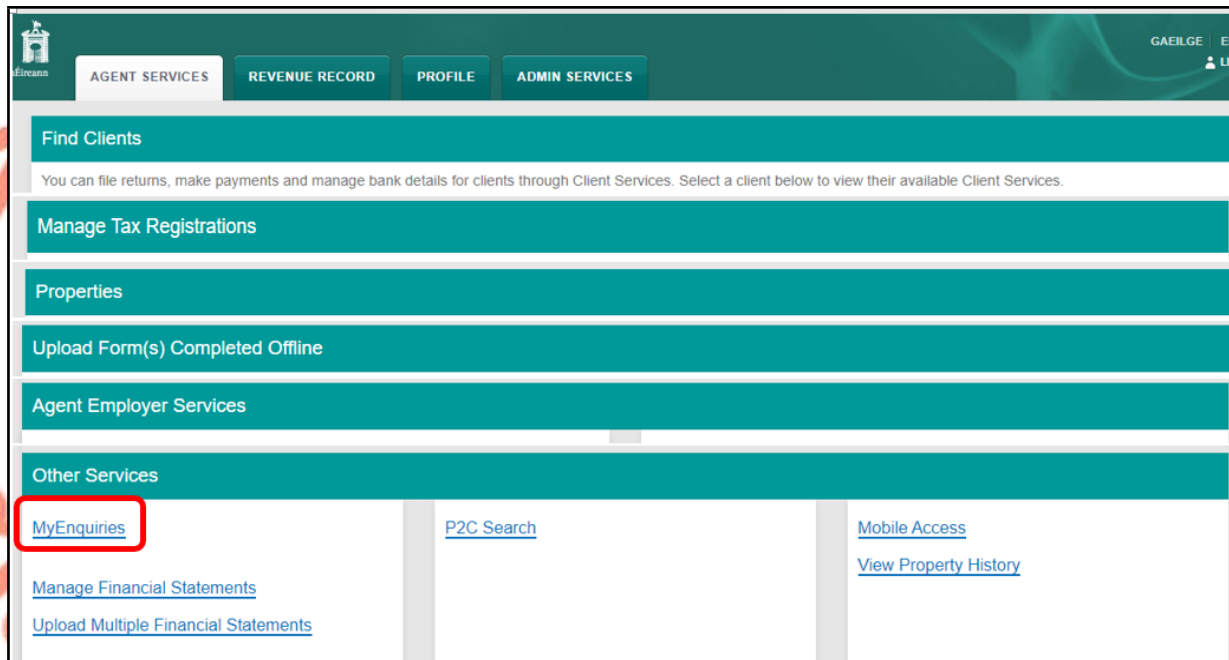 GAEILGE
Éireann
AGENT SERVICES REVENUE RECORD PROFILE ADMIN SERVICES
Find Clients
You can file returns, make payments and manage bank details for clients through Client Services. Select a client below to view their available Client Services.
Manage Tax Registrations
Properties
Upload Form(s) Completed Offline
Agent Employer Services
Other Services
MyEnquiries P2C Search Mobile Access
View Property History
Manage Financial Statements
Upload Multiple Financial Statements